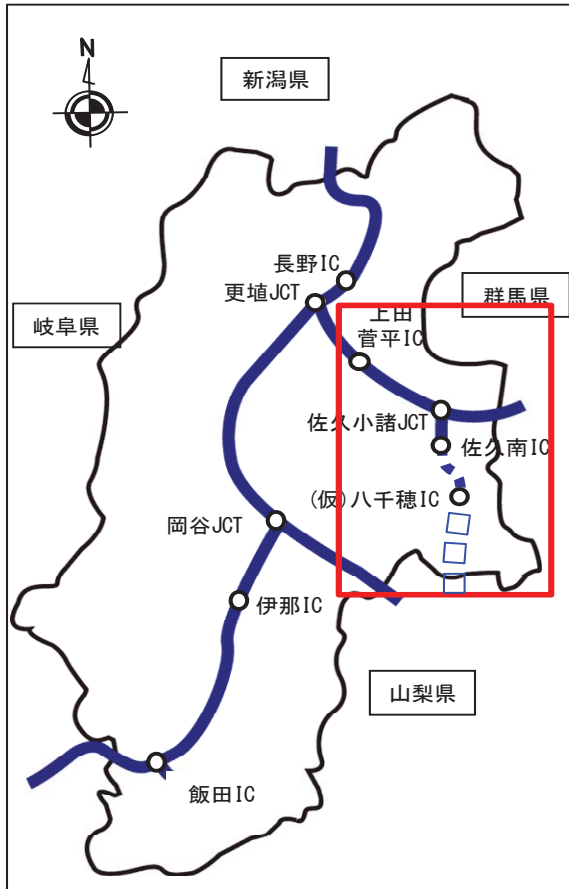 N
新潟県
長野IC
更埴JCT
群馬県
岐阜県
上田
菅平IC
佐久小諸JCT
佐久南IC
(仮)八千穂IC
岡谷JCT
伊那IC
山梨県
飯田IC